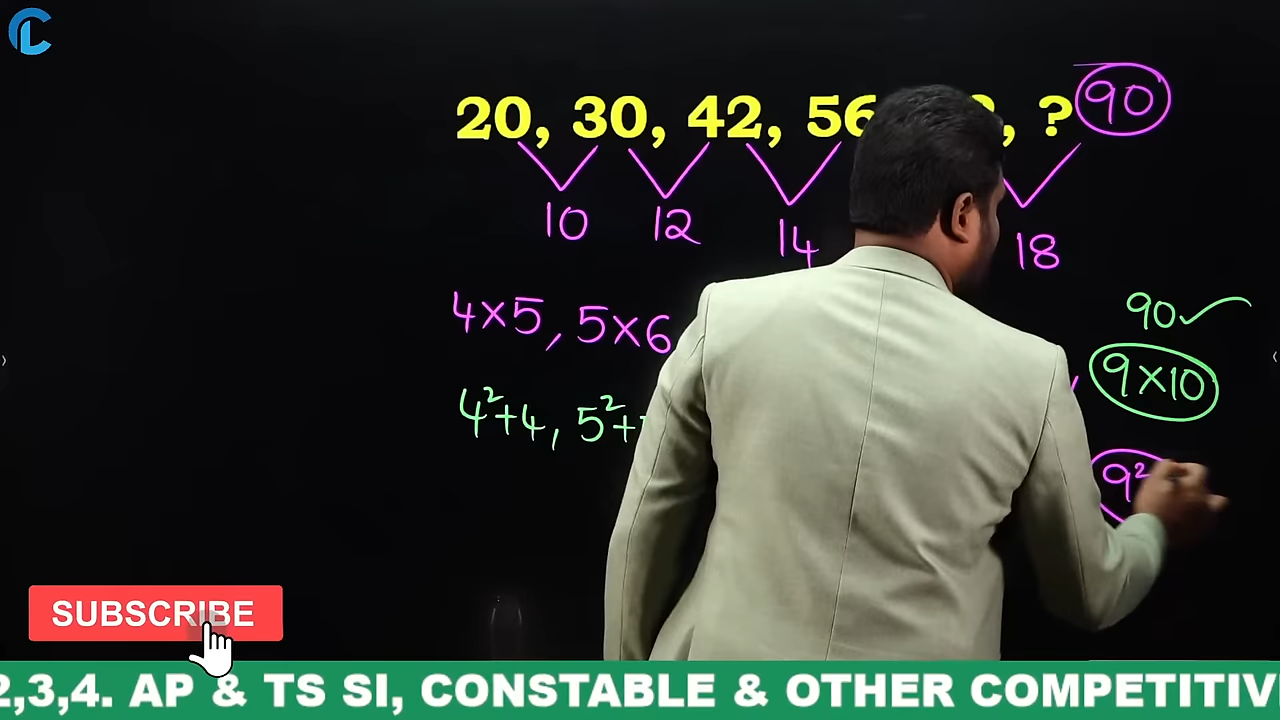 20, 30, 42, 56 , ? 90
10 12 14 18
90✓
4×5, 5×6 9×10
4²+4, 5²+
9²
SUBSCRIBE
2,3,4. AP & TS SI, CONSTABLE & OTHER COMPETITIV